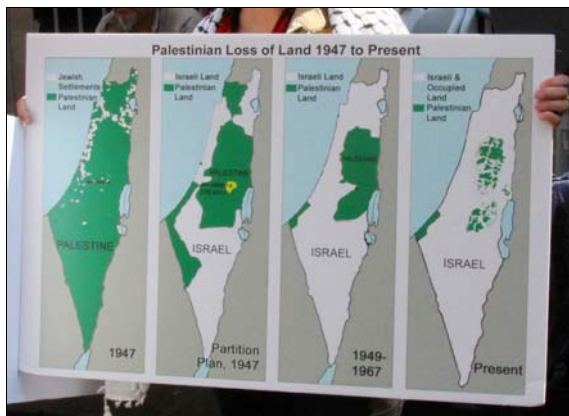 Palestinian Loss of Land 1947 to Present
Jewish
Settlements
Palestinian
Land
PALESTINE
1947
Israeli Land
Palestinian
Land
PALESTINE
ISRAEL
Partition
Plan, 1947
Israeli Land
Palestinian
Land
PALESTINE
ISRAEL
1949-
1967
Israeli &
Occupied
Land
Palestinian
Land
ISRAEL
Present